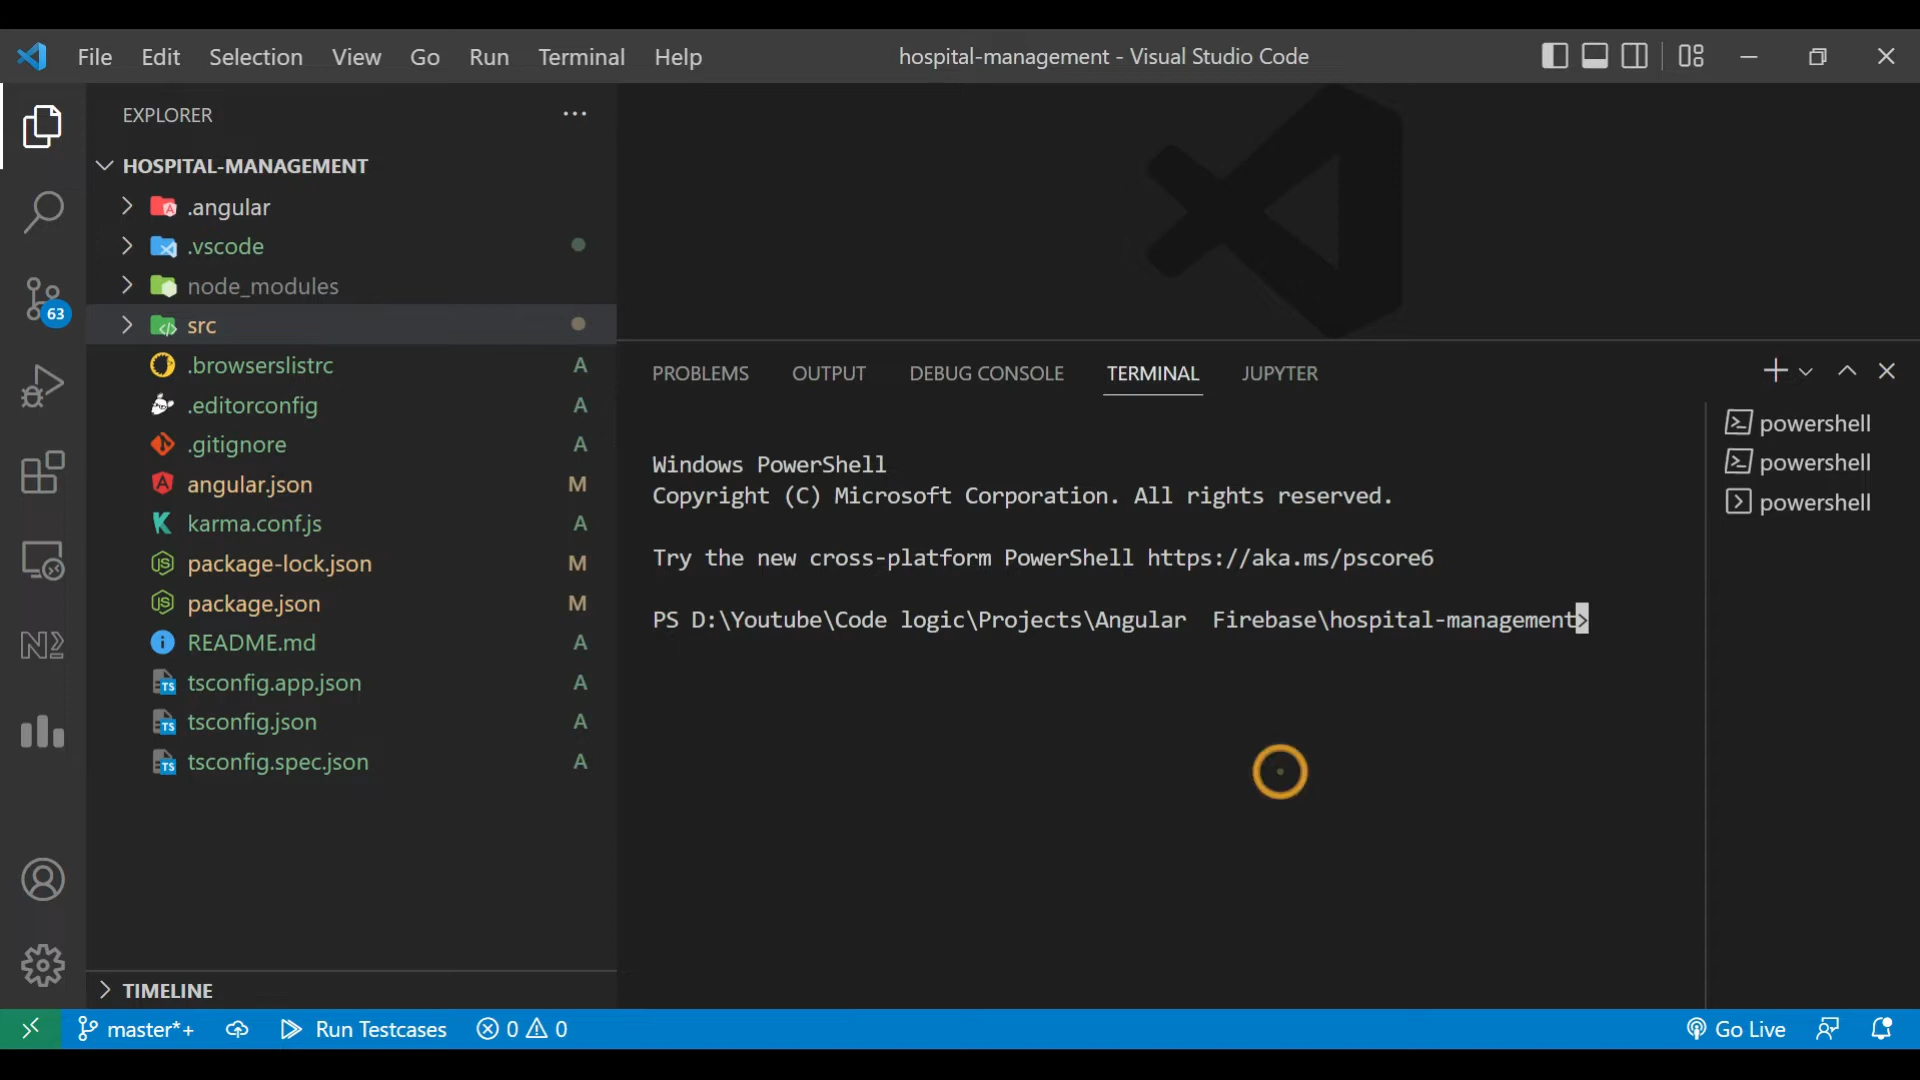 File Edit Selection View Go Run Terminal Help
hospital-management - Visual Studio Code
EXPLORER
HOSPITAL-MANAGEMENT
.angular
.vscode
node_modules
src
.browserslistrc A
.editorconfig A
.gitignore A
angular.json M
karma.conf.js A
package-lock.json M
package.json M
README.md A
tsconfig.app.json A
tsconfig.json A
tsconfig.spec.json A
TIMELINE
63
PROBLEMS OUTPUT DEBUG CONSOLE TERMINAL JUPYTER
Windows PowerShell
Copyright (C) Microsoft Corporation. All rights reserved.
Try the new cross-platform PowerShell https://aka.ms/pscore6
PS D:\Youtube\Code logic\Projects\Angular  Firebase\hospital-management>
powershell
powershell
powershell
master*+ Run Testcases 0 0 Go Live